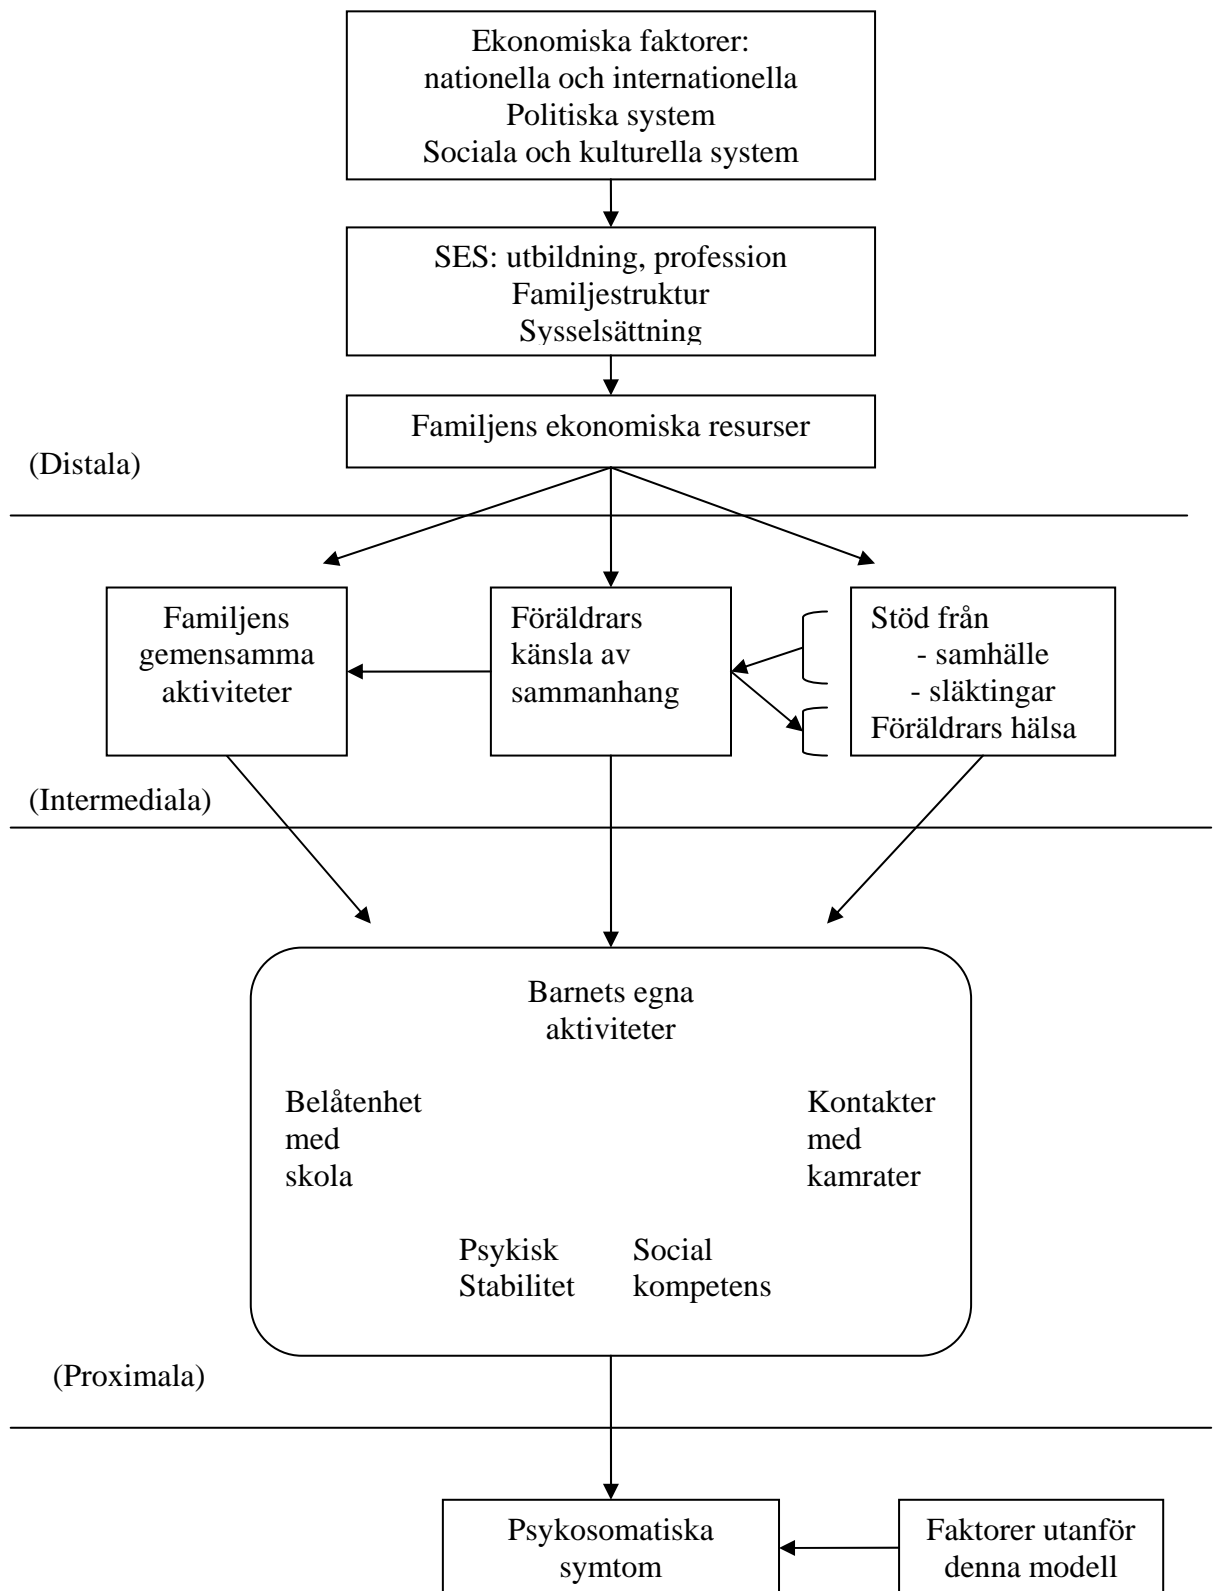 Ekonomiska faktorer:
nationella och internationella
Politiska system
Sociala och kulturella system
SES: utbildning, profession
Familjestruktur
Sysselsättning
Familjens ekonomiska resurser
(Distala)
Familjens
gemensamma
aktiviteter
Föräldrars
känsla av
sammanhang
Stöd från
- samhälle
- släktingar
Föräldrars hälsa
(Intermediala)
Barnets egna
aktiviteter
Belåtenhet
med
skola
Kontakter
med
kamrater
Psykisk
Stabilitet
Social
kompetens
(Proximala)
Psykosomatiska
symtom
Faktorer utanför
denna modell